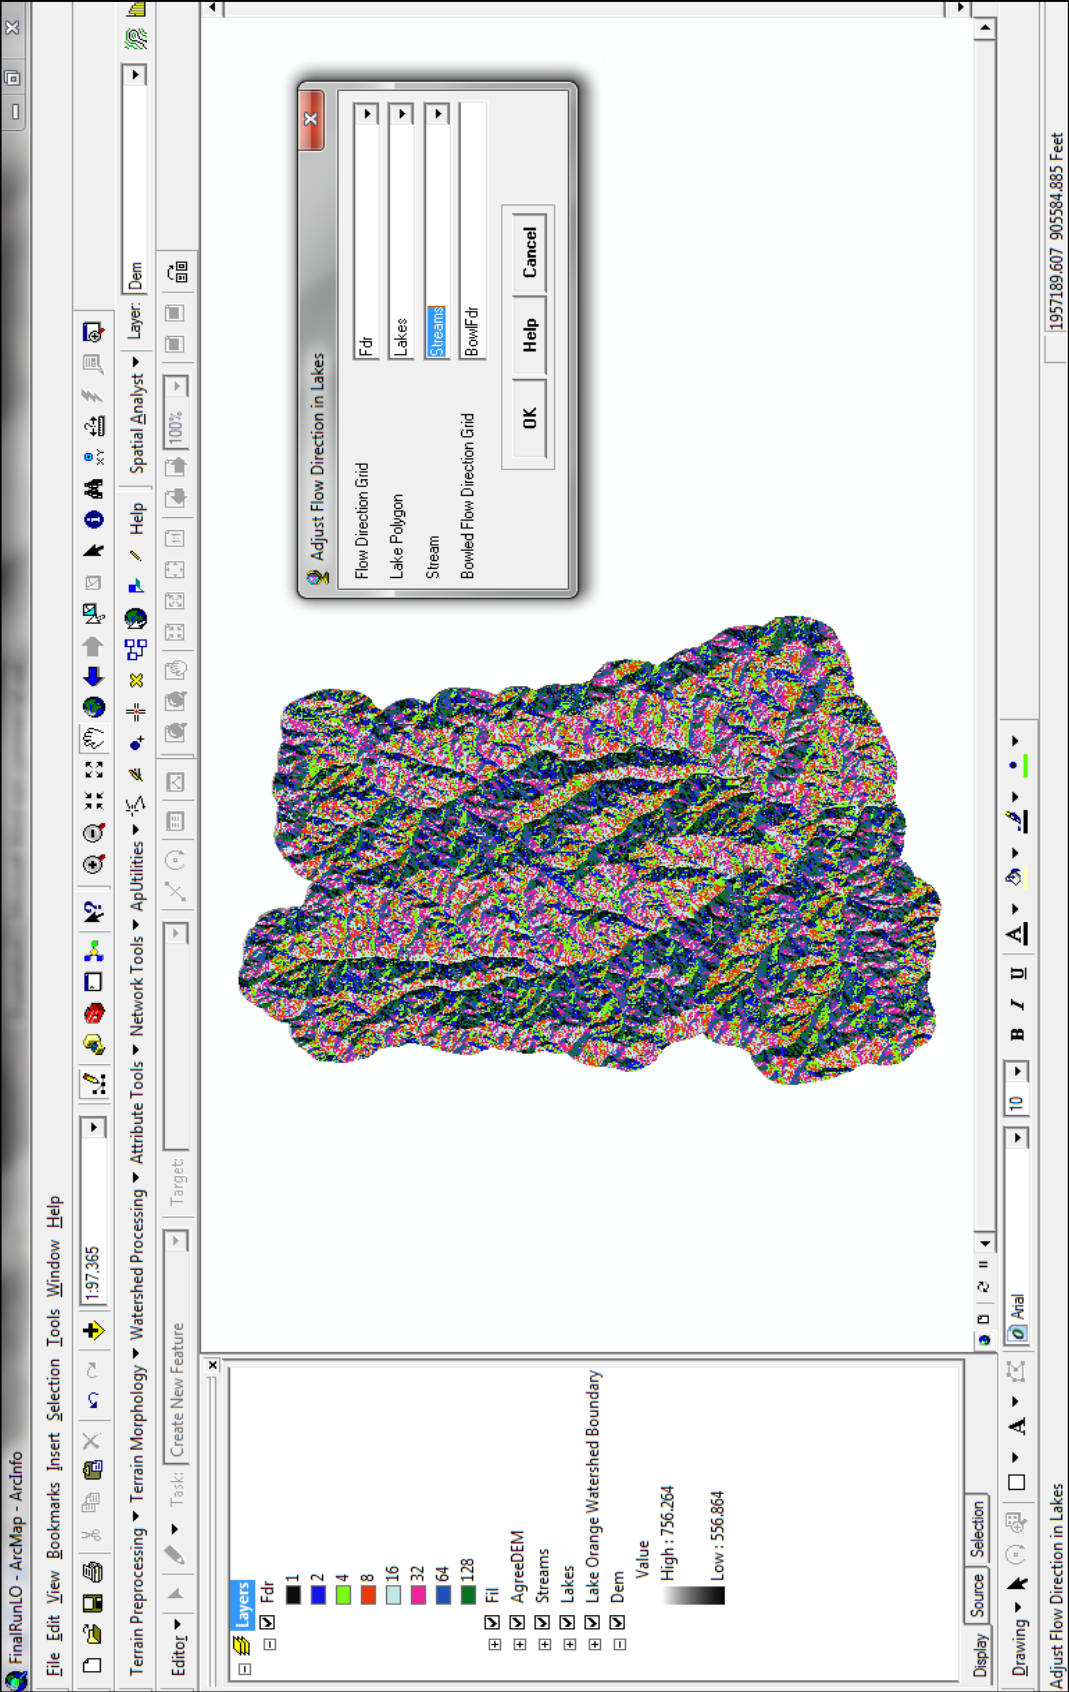 FinalRunLO - ArcMap - ArcInfo
File Edit View Bookmarks Insert Selection Tools Window Help
1:97,365
Terrain Preprocessing Terrain Morphology Watershed Processing Attribute Tools Network Tools ApUtilities Help Spatial Analyst Layer: Dem
Editor Task: Create New Feature Target: 100%
Layers
Fdr
1
2
4
8
16
32
64
128
Fil
AgreeDEM
Streams
Lakes
Lake Orange Watershed Boundary
Dem
Value
High : 756.264
Low : 556.864
Display Source Selection
Adjust Flow Direction in Lakes
Flow Direction Grid Fdr
Lake Polygon Lakes
Stream Streams
Bowled Flow Direction Grid BowlFdr
OK Help Cancel
Drawing A Arial 10 B I U A
Adjust Flow Direction in Lakes 1957189.607 905584.885 Feet